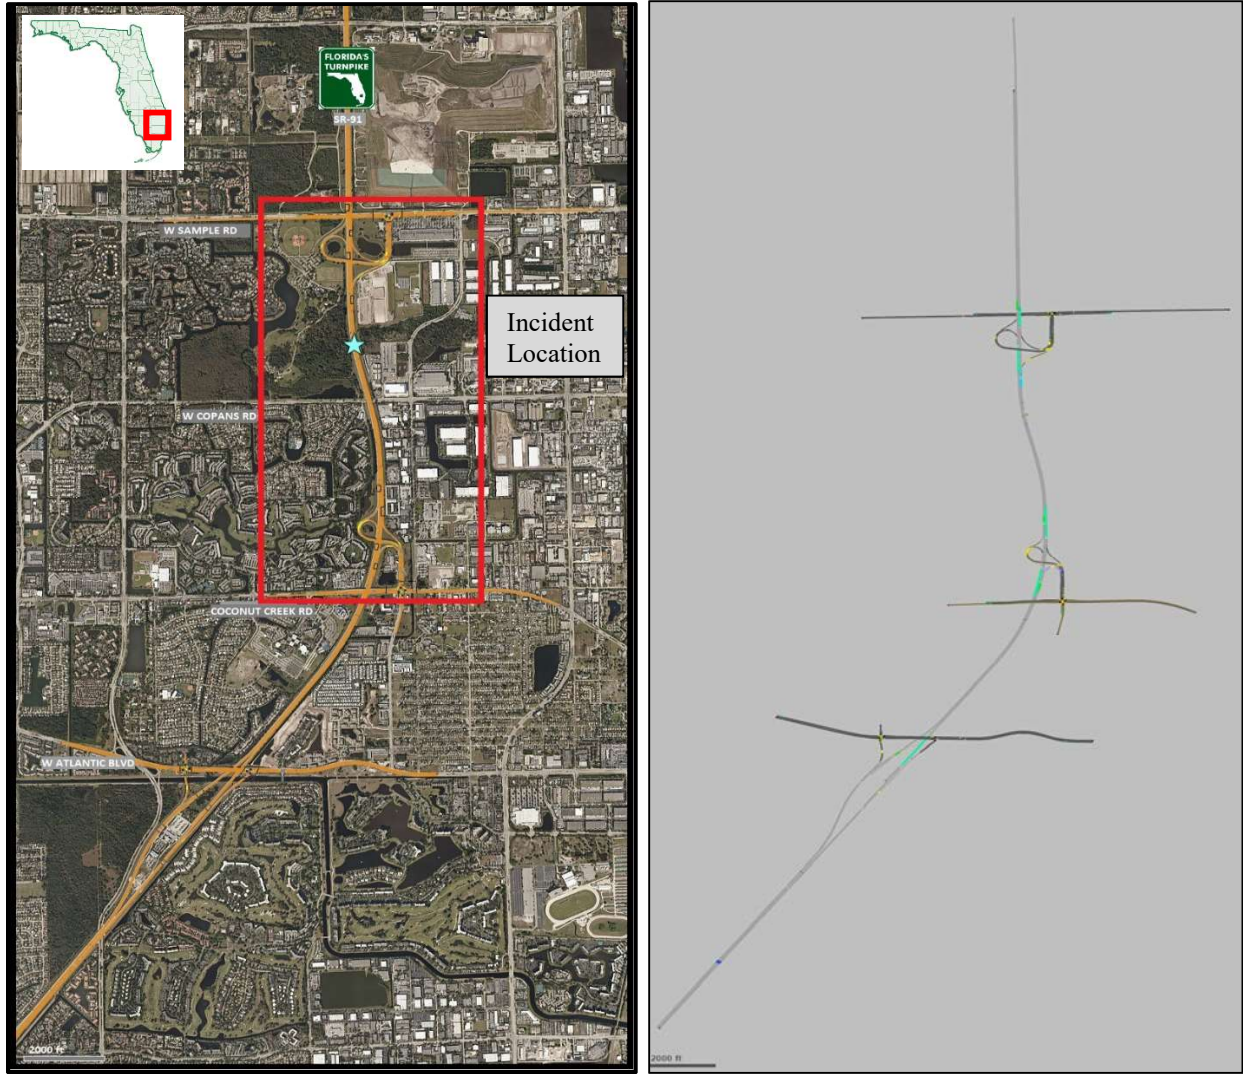 FLORIDA'S
TURNPIKE
SR-91
W SAMPLE RD
Incident
Location
W COPANS RD
COCONUT CREEK RD
W ATLANTIC BLVD
2000 ft
2000 ft